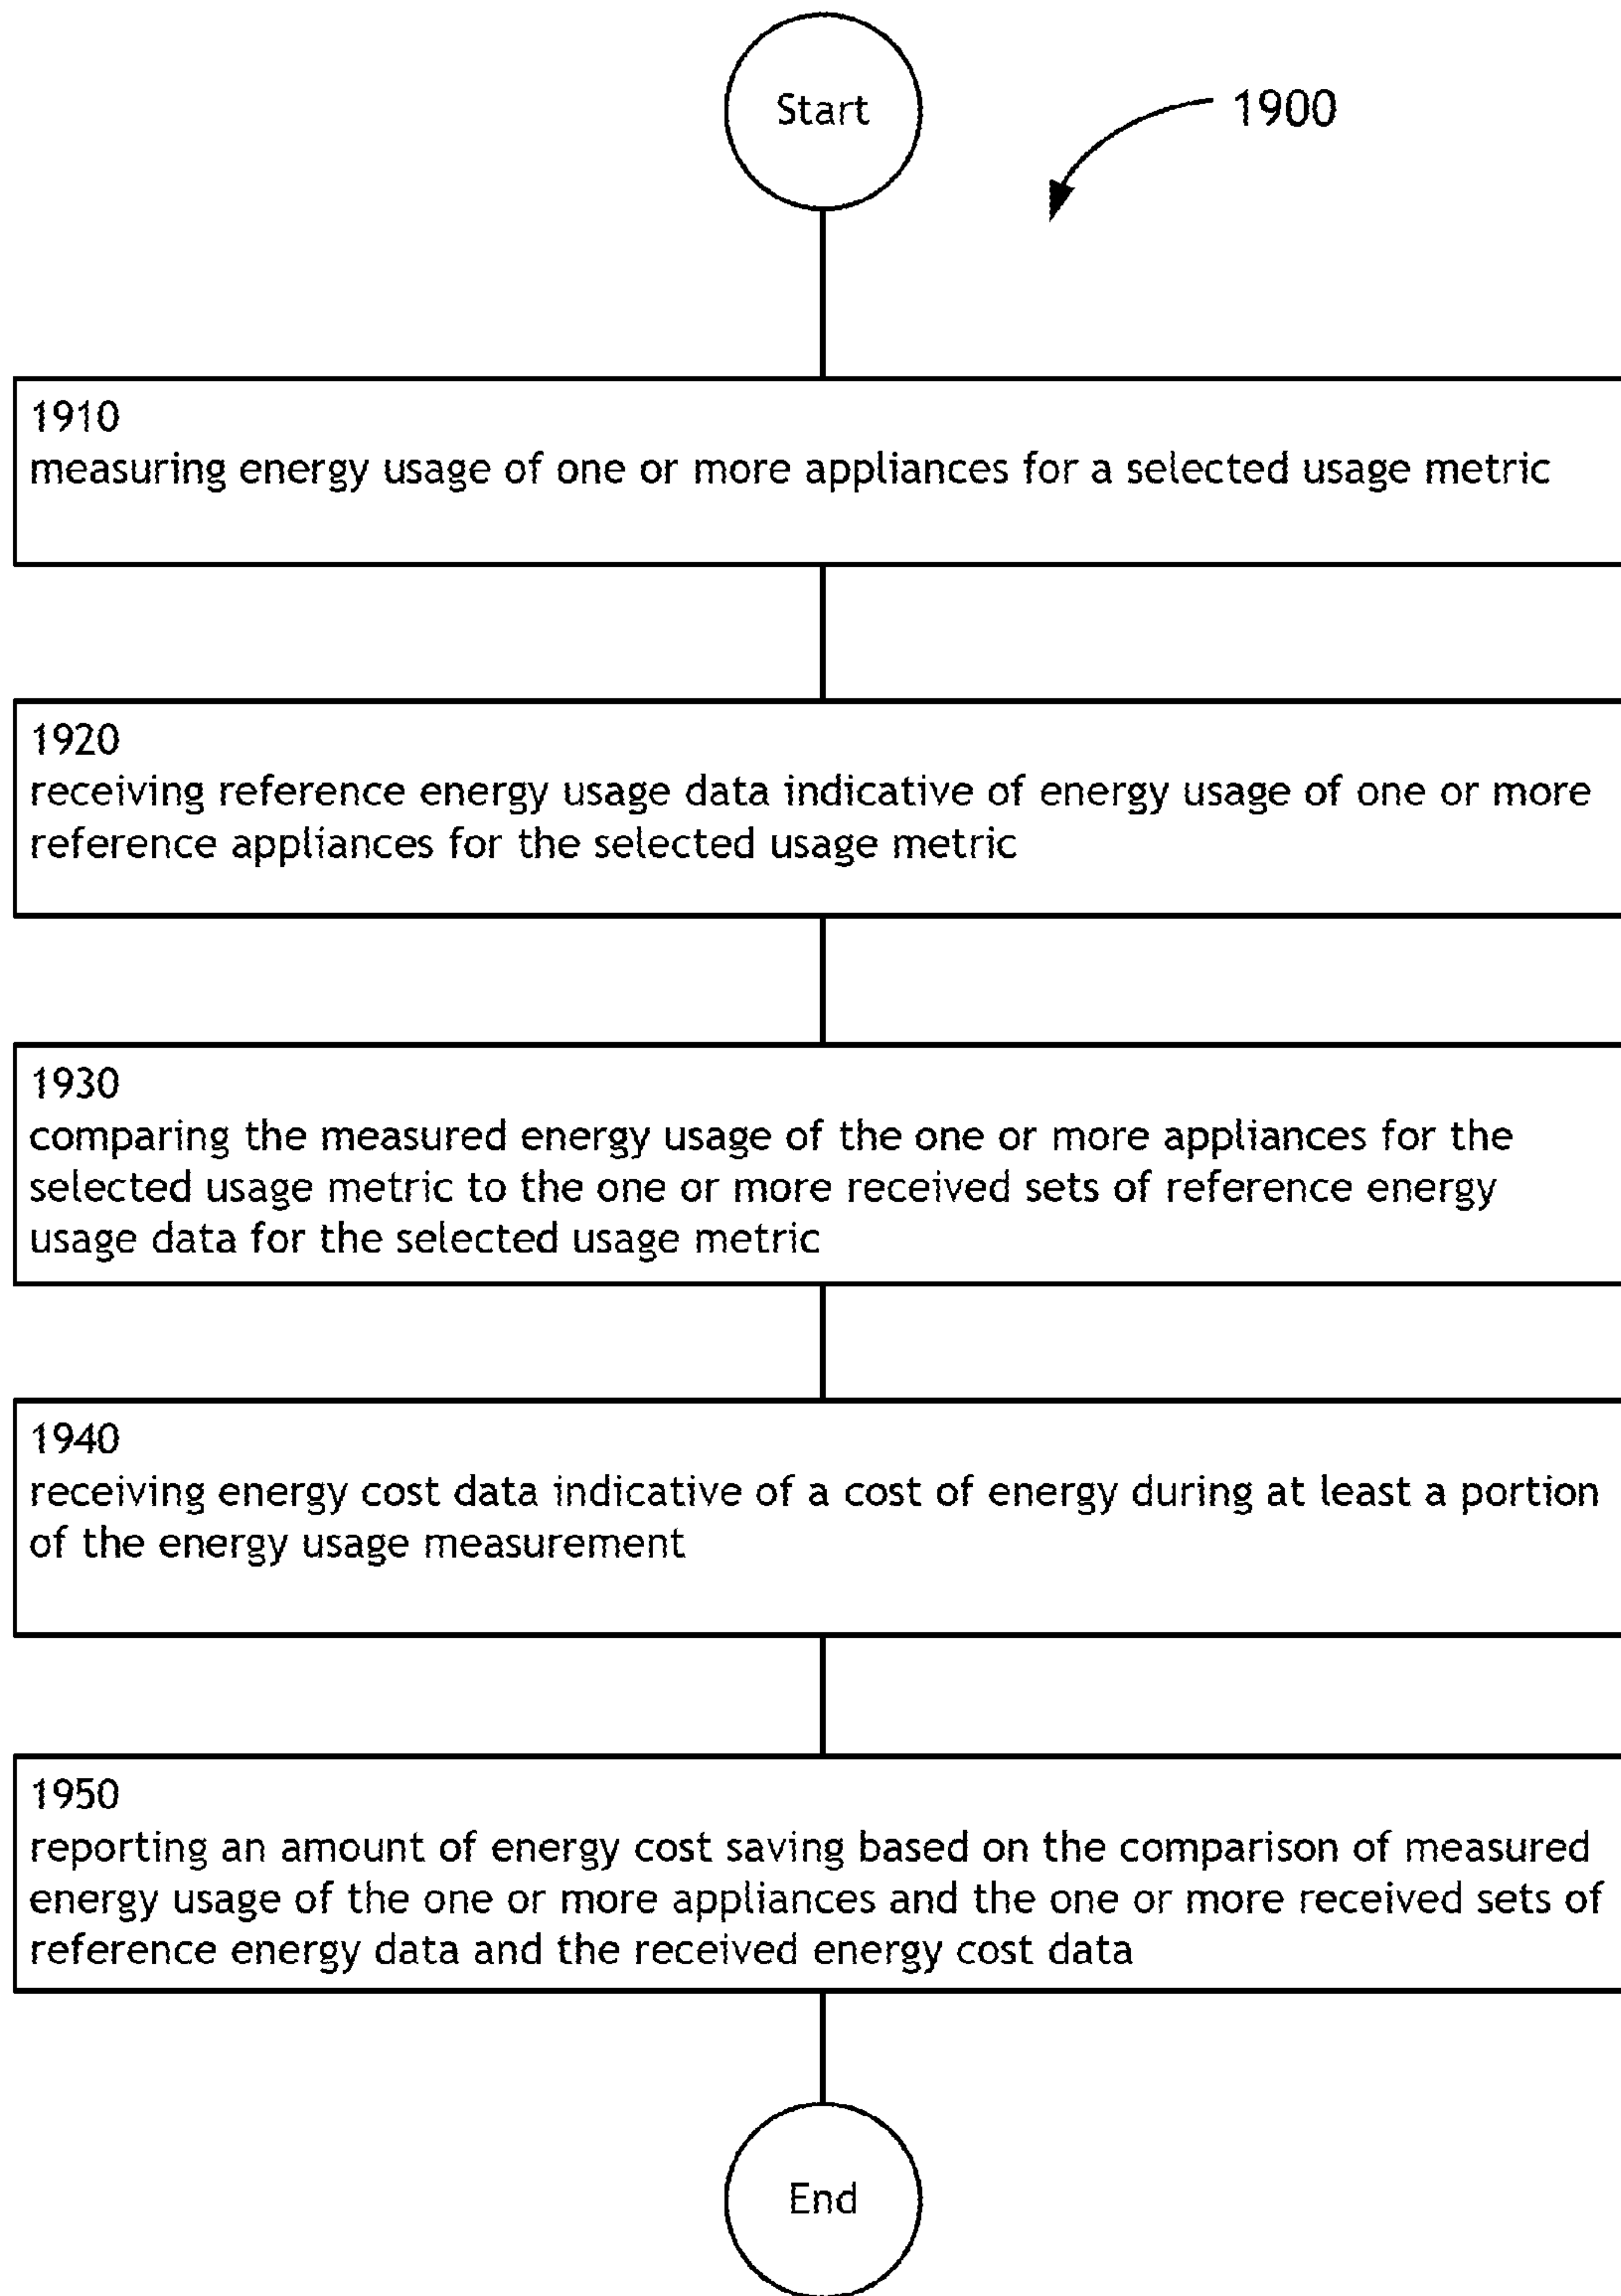 Start
1900
1910
measuring energy usage of one or more appliances for a selected usage metric
1920
receiving reference energy usage data indicative of energy usage of one or more
reference appliances for the selected usage metric
1930
comparing the measured energy usage of the one or more appliances for the
selected usage metric to the one or more received sets of reference energy
usage data for the selected usage metric
1940
receiving energy cost data indicative of a cost of energy during at least a portion
of the energy usage measurement
1950
reporting an amount of energy cost saving based on the comparison of measured
energy usage of the one or more appliances and the one or more received sets of
reference energy data and the received energy cost data
End